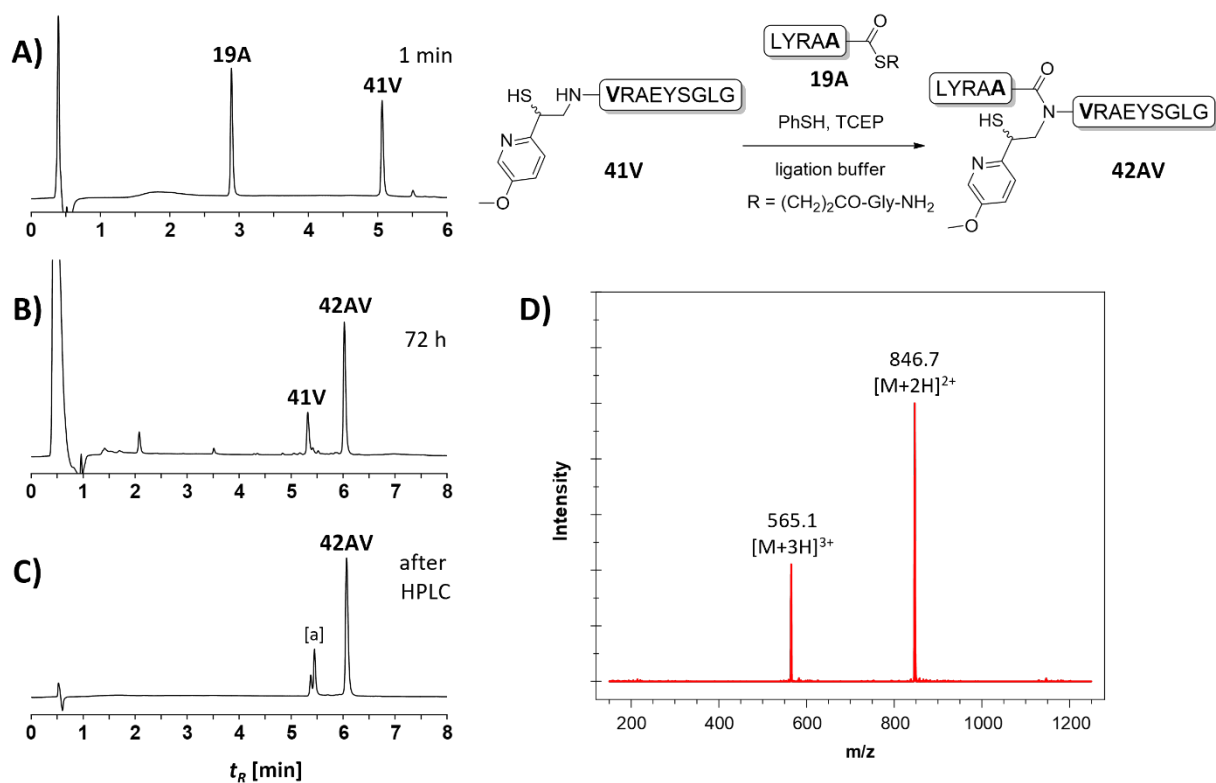 A)
19A
1 min
41V
0 1 2 3 4 5 6
LYRAA
O
SR
19A
HS
HN
VRAEYSGLG
N
O
41V
PhSH, TCEP
ligation buffer
R = (CH2)2CO-Gly-NH2
LYRAA
O
HS
N
VRAEYSGLG
N
O
42AV
B)
42AV
72 h
41V
0 1 2 3 4 5 6 7 8
C)
42AV
after
HPLC
[a]
0 1 2 3 4 5 6 7 8
tR [min]
D)
846.7
[M+2H]2+
565.1
[M+3H]3+
Intensity
200 400 600 800 1000 1200
m/z